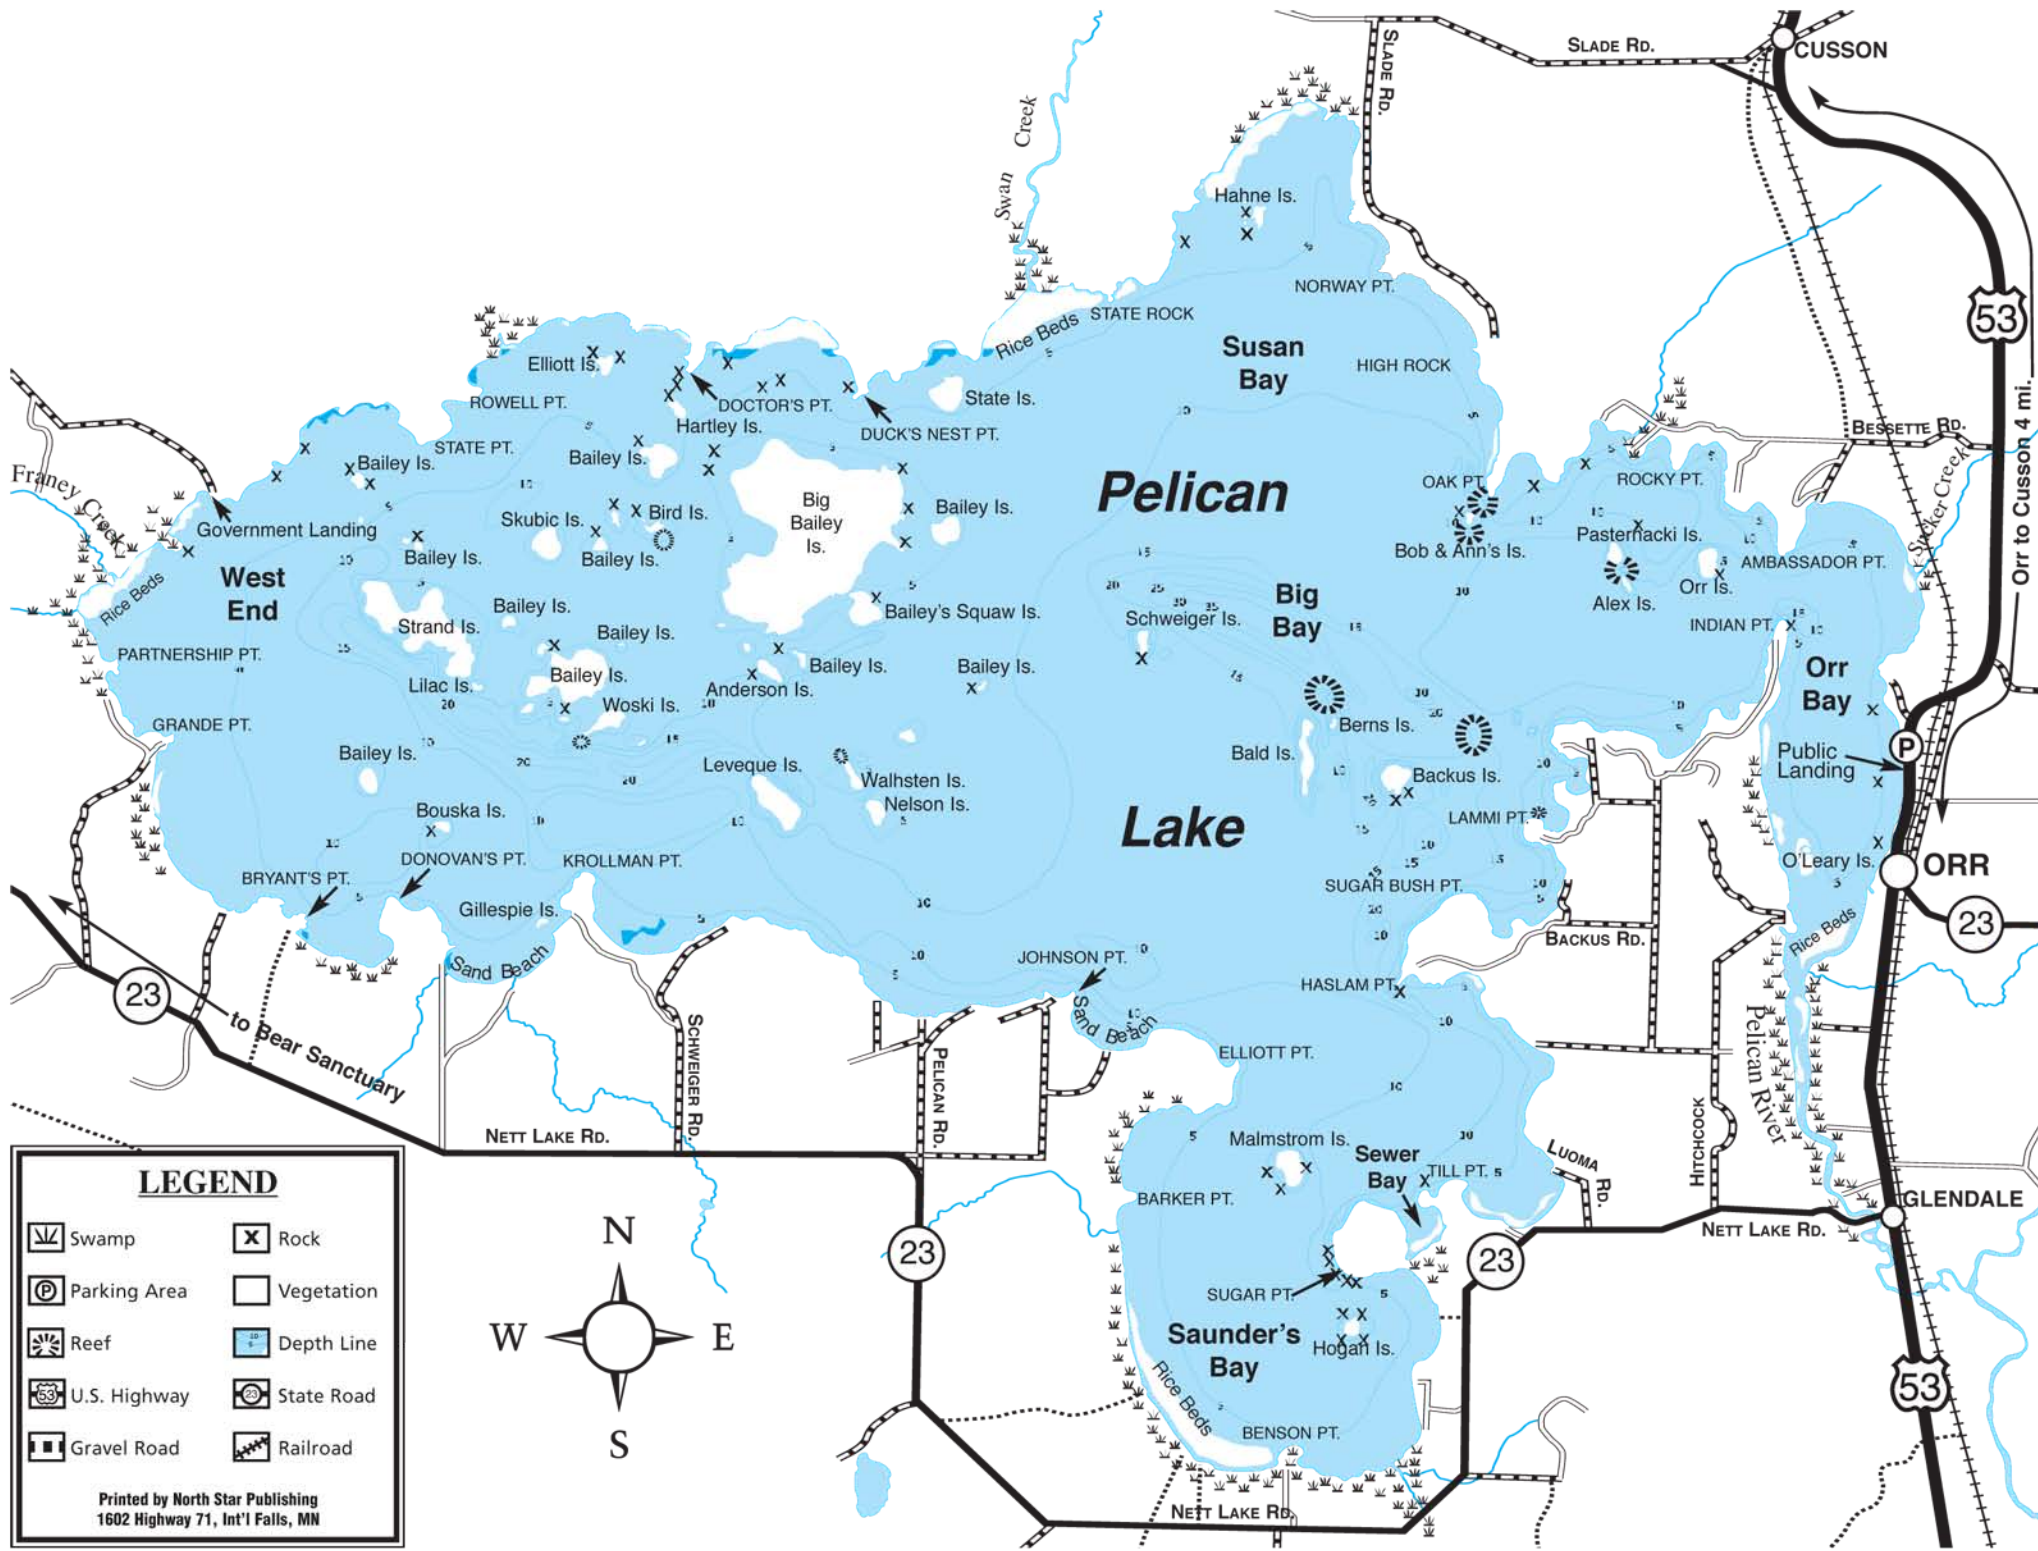 CUSSON
SLADE RD.
SLADE RD.
53
Orr to Cusson 4 mi.
Swan Creek
Hahne Is.
NORWAY PT.
STATE ROCK
Rice Beds
Susan
Bay
HIGH ROCK
Elliott Is.
ROWELL PT.
DOCTOR'S PT.
Hartley Is.
DUCK'S NEST PT.
State Is.
STATE PT.
Bailey Is.
Bailey Is.
BESSETTE RD.
Sucker Creek
ROCKY PT.
OAK PT.
Franey Creek
Government Landing
Pelican
Lake
Big
Bailey
Is.
Bailey Is.
Skubic Is.
Bird Is.
Bailey Is.
Bailey Is.
Bob & Ann's Is.
Pasternacki Is.
Alex Is.
Orr Is.
AMBASSADOR PT.
INDIAN PT.
West
End
Rice Beds
Strand Is.
Bailey Is.
Bailey Is.
Bailey Is.
Bailey's Squaw Is.
Schweiger Is.
Big
Bay
PARTNERSHIP PT.
Lilac Is.
Woski Is.
Anderson Is.
Bailey Is.
Bailey Is.
Orr
Bay
GRANDE PT.
Bailey Is.
Leveque Is.
Walhsten Is.
Nelson Is.
Bald Is.
Berns Is.
Backus Is.
Public
Landing
P
Bouska Is.
LAMMI PT.
DONOVAN'S PT.
KROLLMAN PT.
BRYANT'S PT.
SUGAR BUSH PT.
O'Leary Is.
ORR
23
Gillespie Is.
Sand Beach
BACKUS RD.
Rice Beds
JOHNSON PT.
Sand Beach
HASLAM PT.
23
to Bear Sanctuary
SCHWEIGER RD.
PELICAN RD.
ELLIOTT PT.
Pelican River
NETT LAKE RD.
HITCHCOCK
LUOMA RD.
Malmstrom Is.
Sewer
Bay
TILL PT.
BARKER PT.
GLENDALE
NETT LAKE RD.
23
23
SUGAR PT.
Saunder's
Bay
Hogan Is.
Rice Beds
BENSON PT.
53
NETT LAKE RD.
N
W
E
S
LEGEND
Swamp
Rock
P Parking Area
Vegetation
Reef
Depth Line
53 U.S. Highway
23 State Road
Gravel Road
Railroad
Printed by North Star Publishing
1602 Highway 71, Int'l Falls, MN